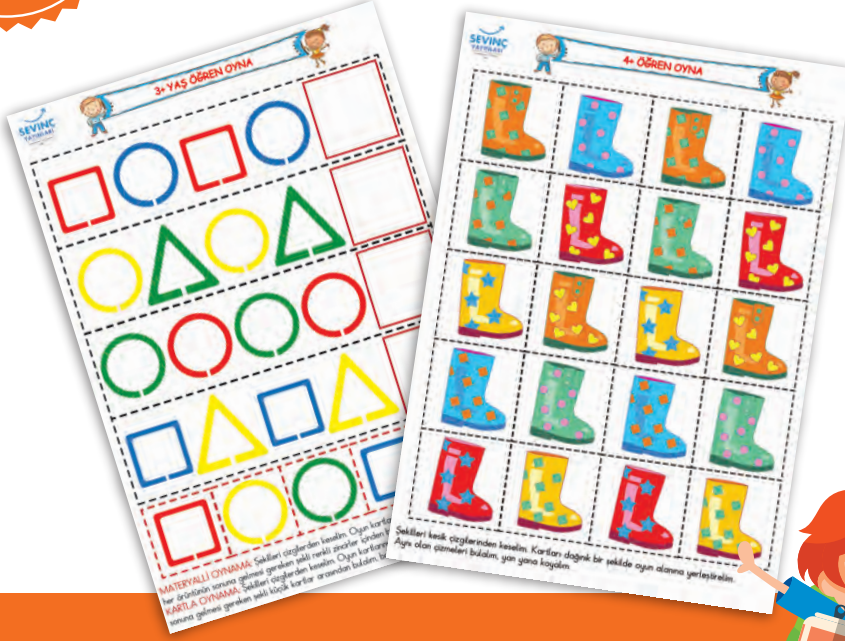 SEVİNÇ
YAYINLARI
3+ YAŞ ÖĞREN OYNA
MATERYALLİ OYNAMA: Şekilleri çizgilerden keselim. Oyun kartla
her örüntünün sonuna gelmesi gereken şekli renkli zincirler içinden
KARTLA OYNAMA: Şekilleri çizgilerden keselim. Oyun kartların
sonuna gelmesi gereken şekli küçük kartlar arasından bulalım,
SEVİNÇ
YAYINLARI
4+ ÖĞREN OYNA
Şekilleri kesik çizgilerinden keselim. Kartları dağınık bir şekilde oyun alanına yerleştirelim.
Aynı olan çizmeleri bulalım, yan yana koyalım.